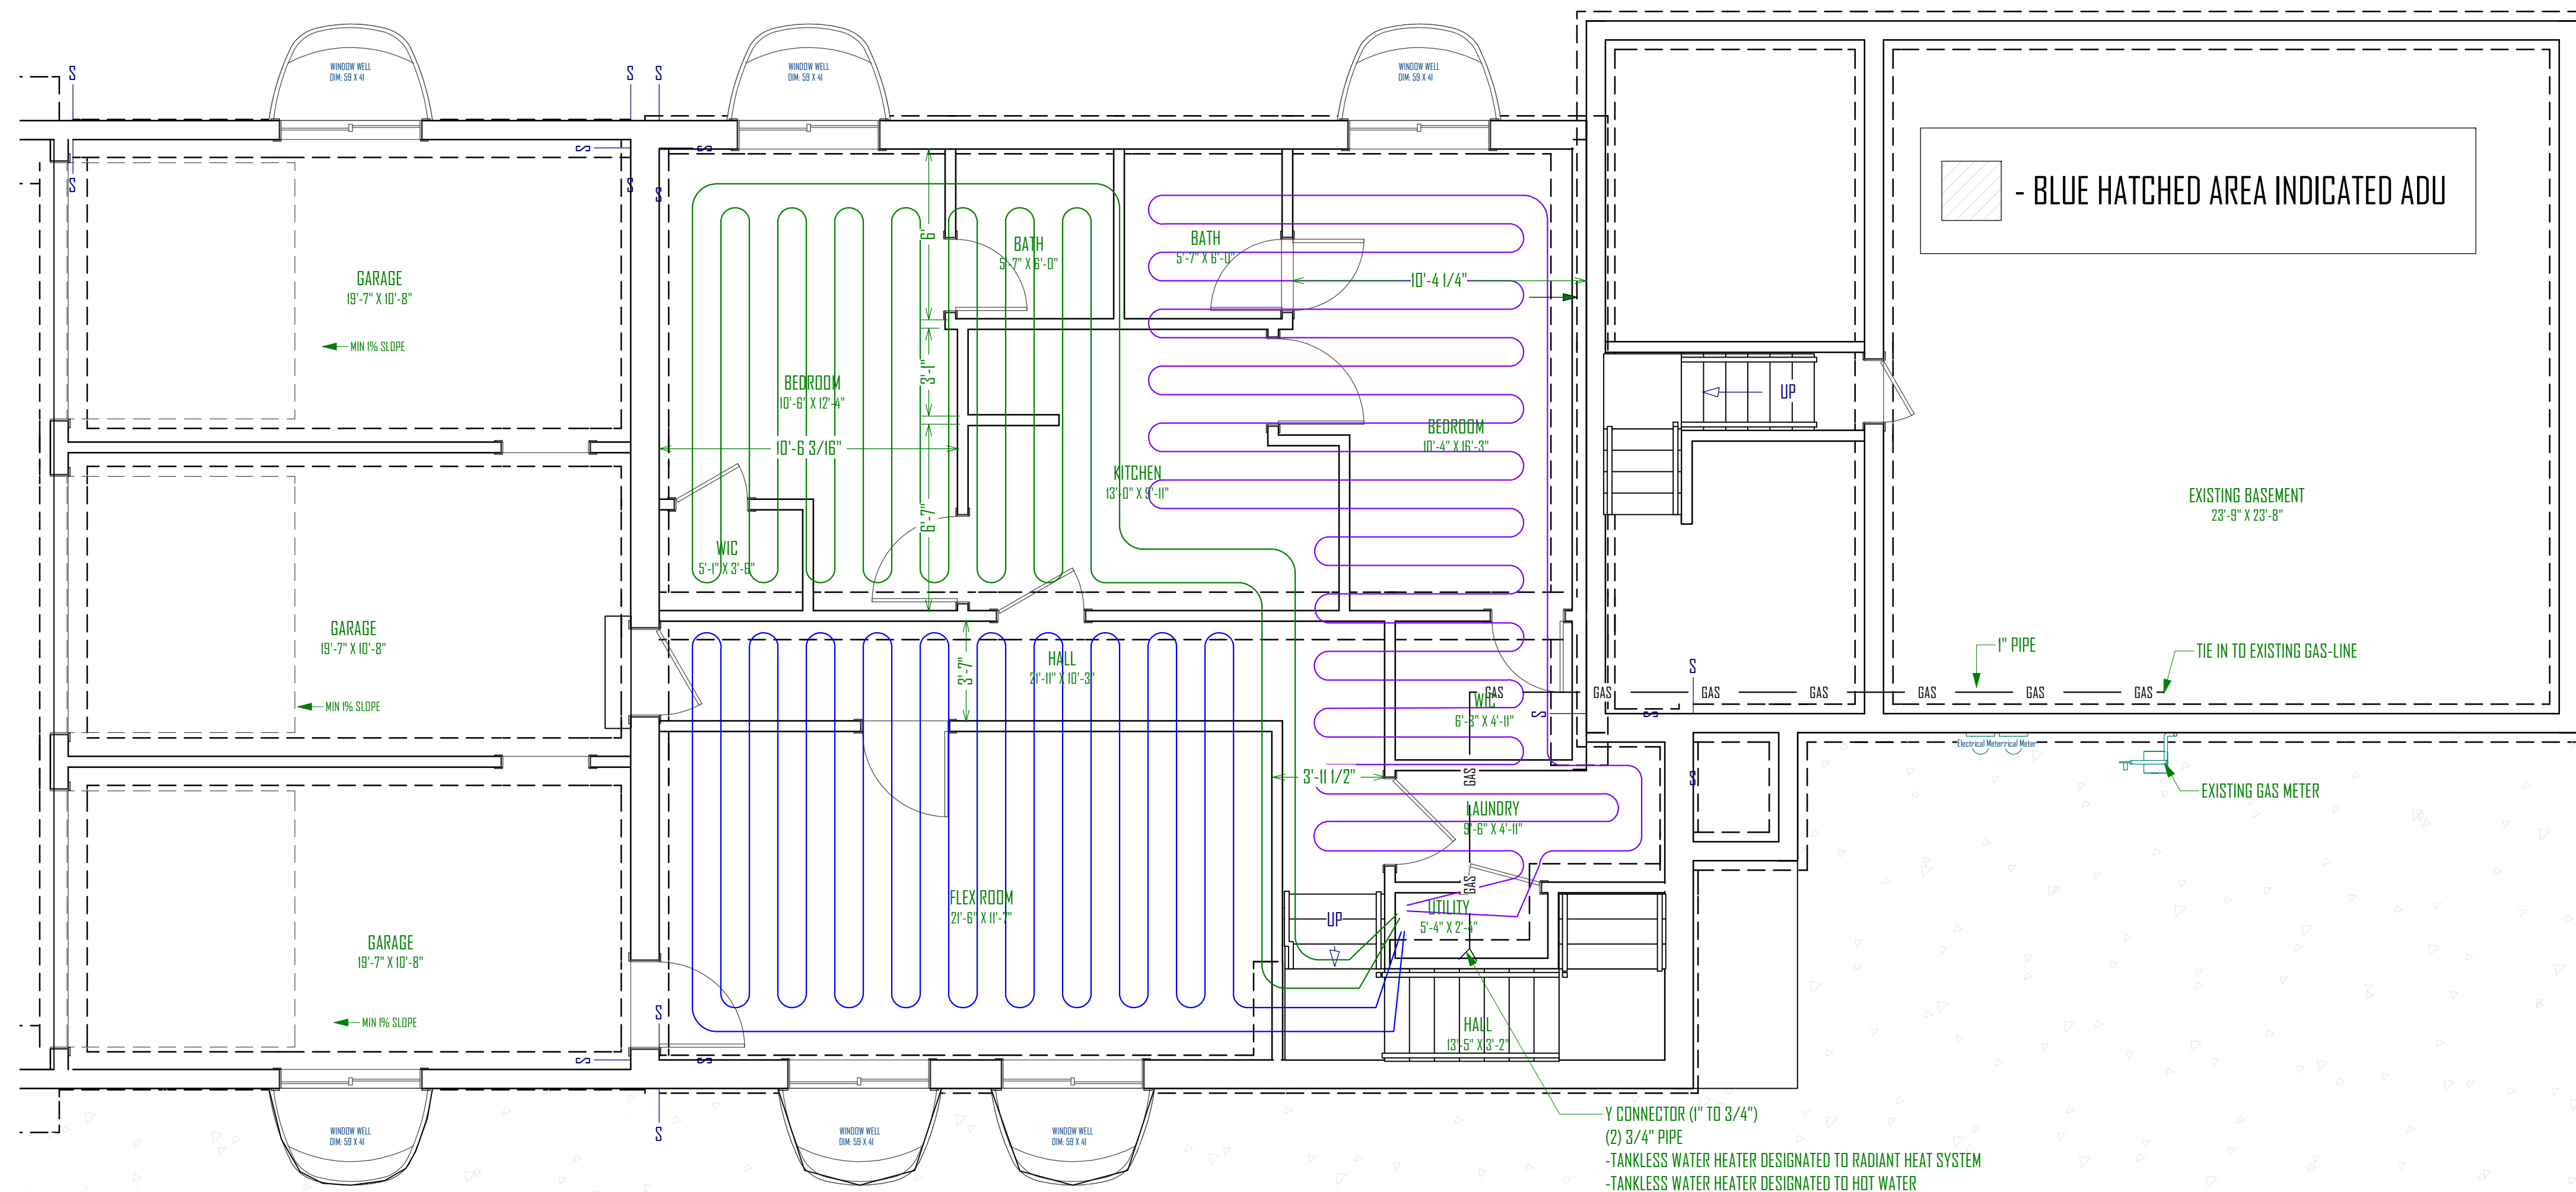 WINDOW WELL
DIM: 59 X 41
WINDOW WELL
DIM: 59 X 41
WINDOW WELL
DIM: 59 X 41
S
S
S
S
S
S
S
S
S
- BLUE HATCHED AREA INDICATED ADU
GARAGE
19'-7" X 10'-8"
MIN 1% SLOPE
6'
BATH
5'-7" X 6'-0"
BATH
5'-7" X 6'-0"
10'-4 1/4"
3'-1"
BEDROOM
10'-6" X 12'-4"
10'-6 3/16"
6'-7"
KITCHEN
13'-0" X 9'-11"
BEDROOM
10'-4" X 16'-3"
UP
EXISTING BASEMENT
23'-9" X 23'-8"
WIC
5'-1" X 3'-6"
GARAGE
19'-7" X 10'-8"
MIN 1% SLOPE
3'-7"
HALL
21'-11" X 10'-3"
1" PIPE
TIE IN TO EXISTING GAS-LINE
S
GAS
GAS
GAS
GAS
GAS
GAS
GAS
WIC
6'-8" X 4'-11"
S
S
Electrical Meter
Electrical Meter
3'-11 1/2"
GAS
S
EXISTING GAS METER
LAUNDRY
9'-6" X 4'-11"
GAS
FLEX ROOM
21'-6" X 11'-7"
UP
UTILITY
5'-4" X 2'-4"
GARAGE
19'-7" X 10'-8"
MIN 1% SLOPE
S
HALL
13'-5" X 3'-2"
S
S
S
WINDOW WELL
DIM: 59 X 41
WINDOW WELL
DIM: 59 X 41
WINDOW WELL
DIM: 59 X 41
Y CONNECTOR (1" TO 3/4")
(2) 3/4" PIPE
-TANKLESS WATER HEATER DESIGNATED TO RADIANT HEAT SYSTEM
-TANKLESS WATER HEATER DESIGNATED TO HOT WATER